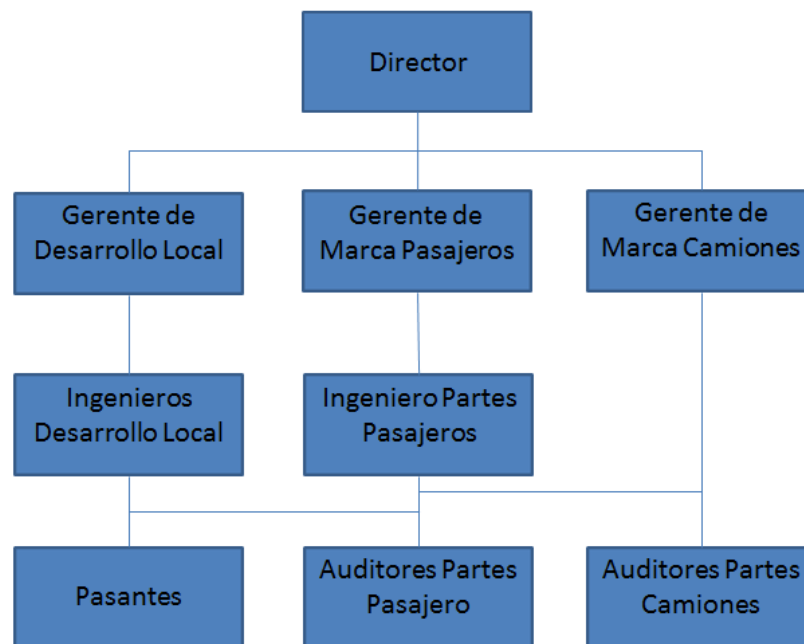 Director
Gerente de
Desarrollo Local
Gerente de
Marca Pasajeros
Gerente de
Marca Camiones
Ingenieros
Desarrollo Local
Ingeniero Partes
Pasajeros
Pasantes
Auditores Partes
Pasajero
Auditores Partes
Camiones